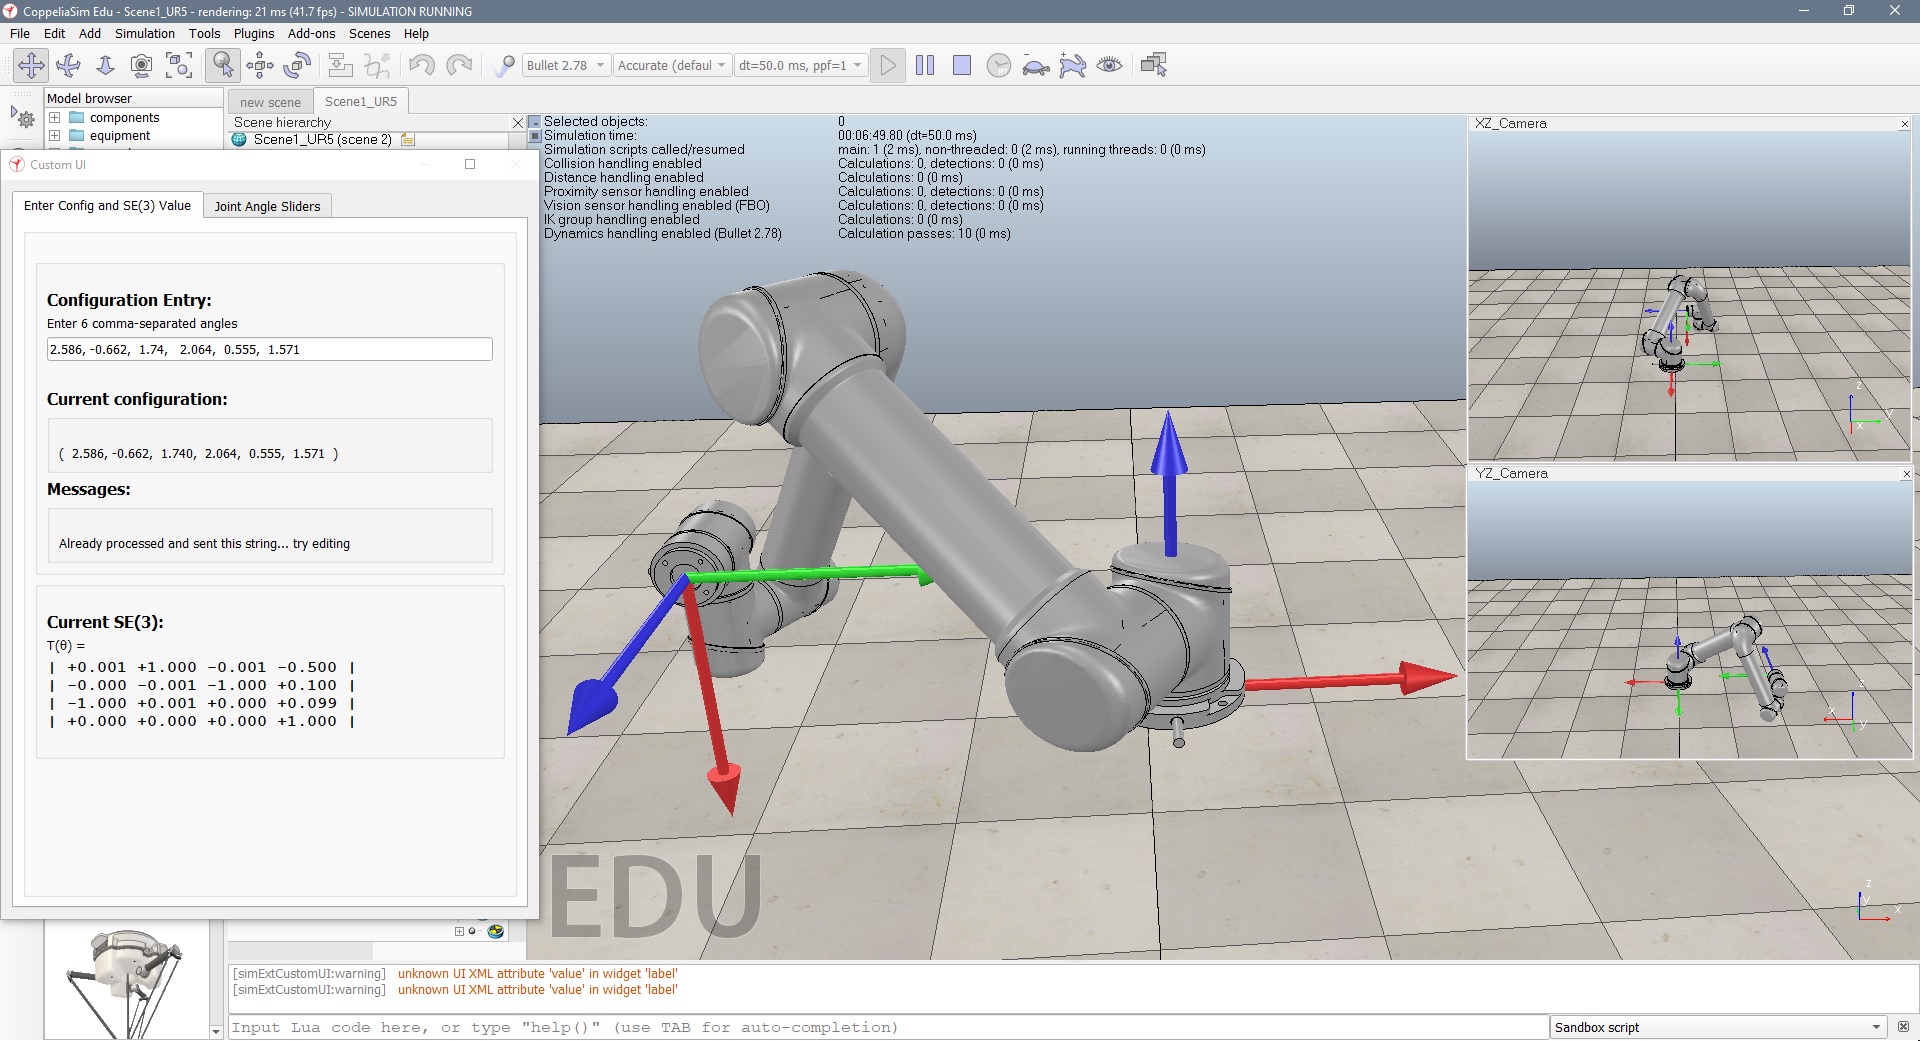 CoppeliaSim Edu - Scene1_UR5 - rendering: 21 ms (41.7 fps) - SIMULATION RUNNING
File Edit Add Simulation Tools Plugins Add-ons Scenes Help
Bullet 2.78 Accurate (defaul dt=50.0 ms, ppf=1
Model browser
components
equipment
new scene Scene1_UR5
Scene hierarchy
Scene1_UR5 (scene 2)
Custom UI
Enter Config and SE(3) Value Joint Angle Sliders
Configuration Entry:
Enter 6 comma-separated angles
2.586, -0.662, 1.74, 2.064, 0.555, 1.571
Current configuration:
( 2.586, -0.662, 1.740, 2.064, 0.555, 1.571 )
Messages:
Already processed and sent this string... try editing
Current SE(3):
T(θ) =
| +0.001 +1.000 -0.001 -0.500 |
| -0.000 -0.001 -1.000 +0.100 |
| -1.000 +0.001 +0.000 +0.099 |
| +0.000 +0.000 +0.000 +1.000 |
Selected objects: 0
Simulation time: 00:06:49.80 (dt=50.0 ms)
Simulation scripts called/resumed main: 1 (2 ms), non-threaded: 0 (2 ms), running threads: 0 (0 ms)
Collision handling enabled Calculations: 0, detections: 0 (0 ms)
Distance handling enabled Calculations: 0 (0 ms)
Proximity sensor handling enabled Calculations: 0, detections: 0 (0 ms)
Vision sensor handling enabled (FBO) Calculations: 0, detections: 0 (0 ms)
IK group handling enabled Calculations: 0 (0 ms)
Dynamics handling enabled (Bullet 2.78) Calculation passes: 10 (0 ms)
XZ_Camera
z
y
x
YZ_Camera
z
x
y
EDU
z
y
x
[simExtCustomUI:warning] unknown UI XML attribute 'value' in widget 'label'
[simExtCustomUI:warning] unknown UI XML attribute 'value' in widget 'label'
Input Lua code here, or type "help()" (use TAB for auto-completion)
Sandbox script